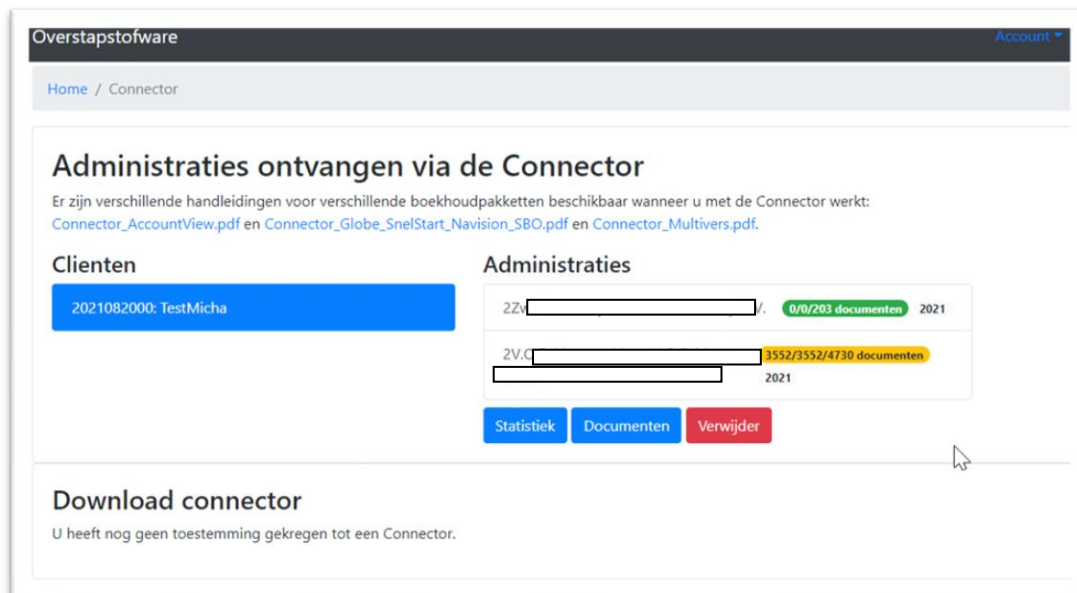 Overstapstofware
Account
Home / Connector
Administraties ontvangen via de Connector
Er zijn verschillende handleidingen voor verschillende boekhoudpakketten beschikbaar wanneer u met de Connector werkt:
Connector_AccountView.pdf en Connector_Globe_SnelStart_Navision_SBO.pdf en Connector_Multivers.pdf.
Clienten
2021082000: TestMicha
Administraties
0/0/203 documenten 2021
2V.O 3552/3552/4730 documenten
2021
Statistiek Documenten Verwijder
Download connector
U heeft nog geen toestemming gekregen tot een Connector.